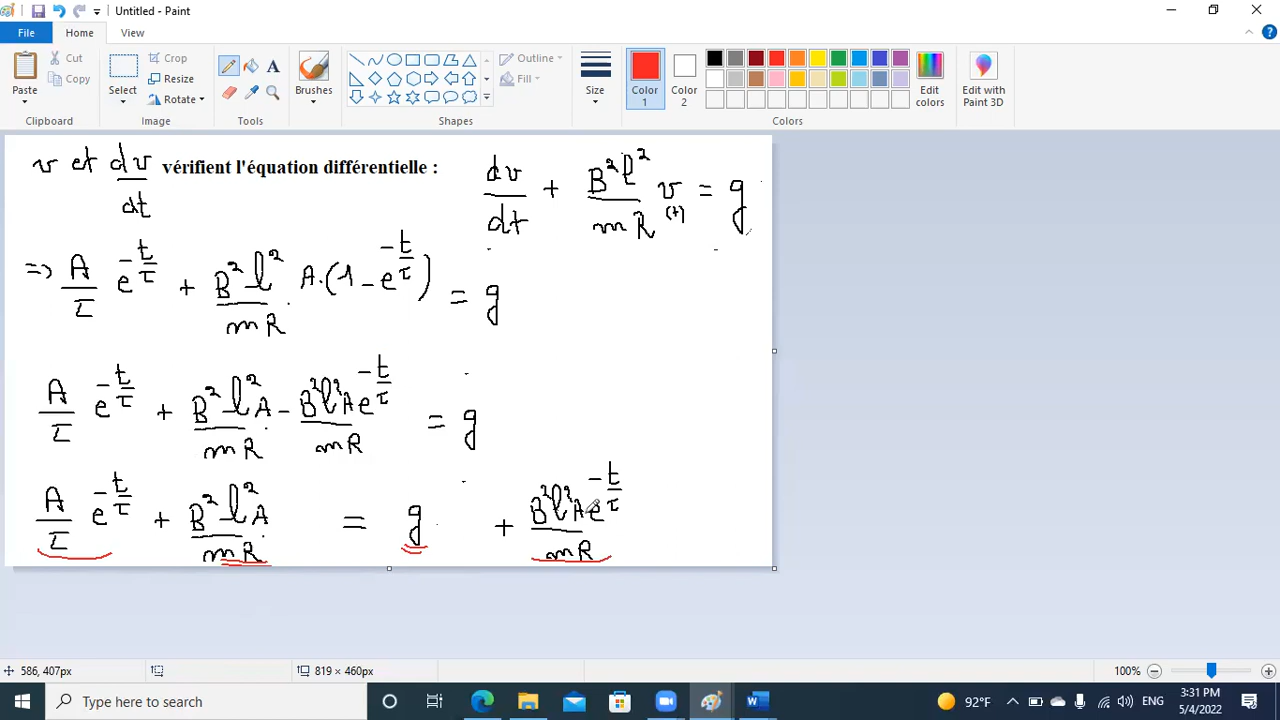 Untitled - Paint
File Home View
Paste Cut Copy Clipboard
Select Crop Resize Rotate Image
Tools
Brushes
Outline Fill Shapes
Size
Color 1 Color 2 Edit colors Colors
Edit with Paint 3D
v et dv/dt vérifient l'équation différentielle : dv/dt + B²l²/mR v(t) = g
=> A/τ e^(-t/τ) + B²l²/mR A.(1 - e^(-t/τ)) = g
A/τ e^(-t/τ) + B²l²A/mR - B²l²A e^(-t/τ)/mR = g
A/τ e^(-t/τ) + B²l²A/mR = g + B²l²A e^(-t/τ)/mR
586, 407px 819 × 460px 100%
Type here to search
92°F ENG 3:31 PM 5/4/2022